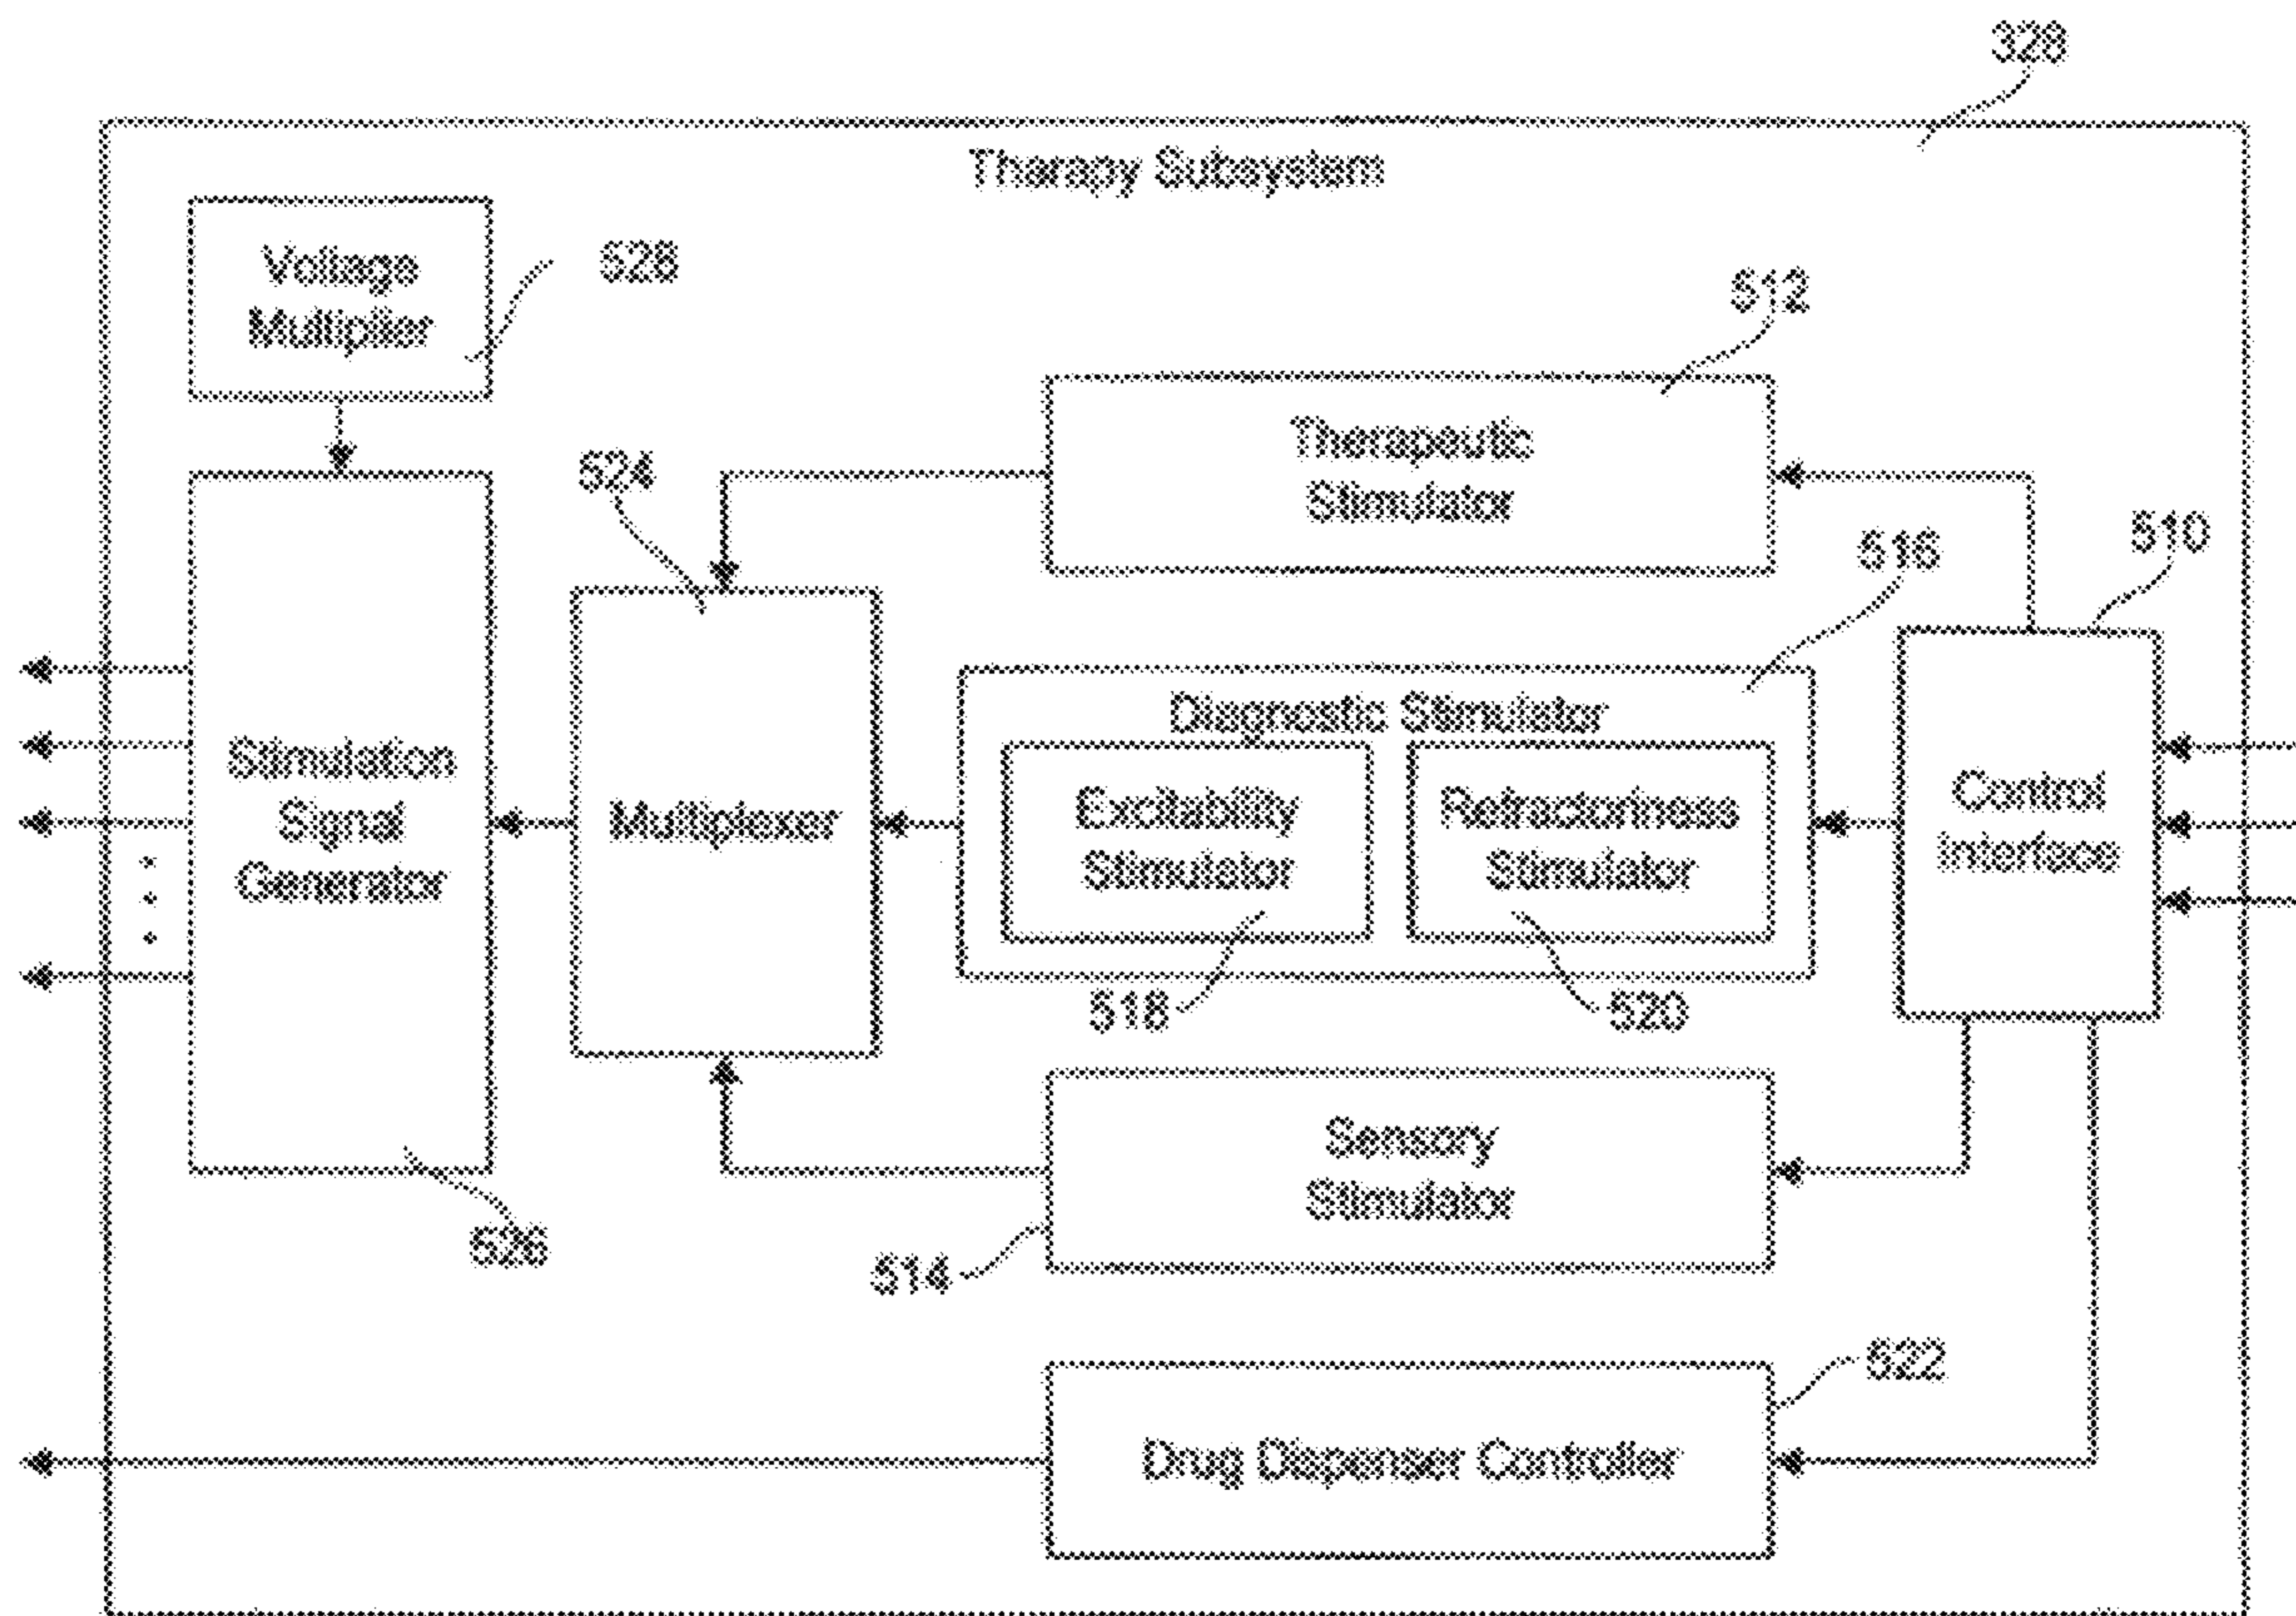 328
Therapy Subsystem
Voltage
Multiplier
528
512
Therapeutic
Stimulator
524
510
516
Diagnostic Stimulator
Stimulation
Signal
Generator
Multiplexer
Excitability
Stimulator
Refractoriness
Stimulator
Control
Interface
518
520
Sensory
Stimulator
526
514
522
Drug Dispenser Controller